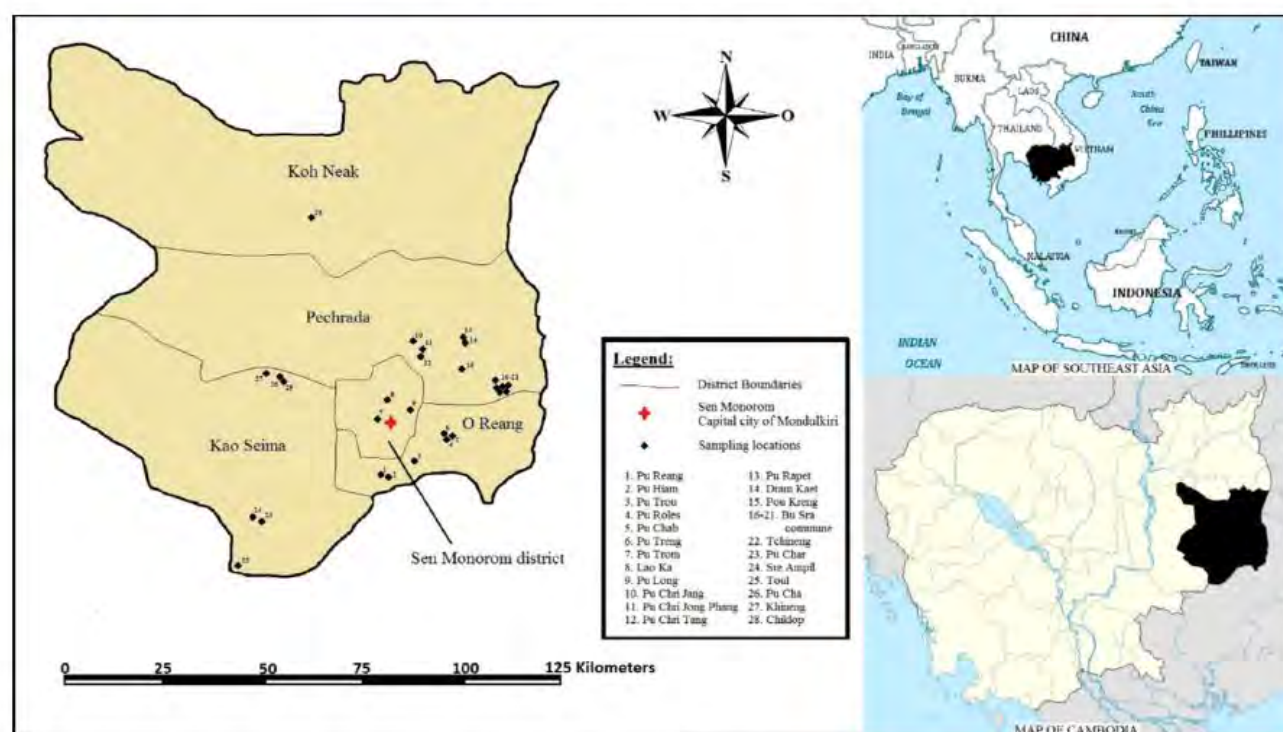 Koh Neak
28
Pechrada
Kao Seima
O Reang
Sen Monorom district
N
W
O
S
0 25 50 75 100 125 Kilometers
Legend:
District Boundaries
Sen Monorom
Capital city of Mondulkiri
Sampling locations
1. Pu Reang
2. Pu Hiam
3. Pu Trou
4. Pu Roles
5. Pu Chab
6. Pu Treng
7. Pu Trom
8. Lao Ka
9. Pu Long
10. Pu Chri Jang
11. Pu Chri Jong Phang
12. Pu Chri Tang
13. Pu Rapet
14. Dram Kaet
15. Pou Kreng
16-21. Bu Sra
commune
22. Tchineng
23. Pu Char
24. Sre Ampil
25. Toul
26. Pu Cha
27. Khineng
28. Chiklop
CHINA
INDIA
TAIWAN
BURMA
LAOS
Bay of
Bengal
South
China
Sea
THAILAND
VIETNAM
PHILLIPINES
MALAYSIA
INDONESIA
INDIAN
OCEAN
MAP OF SOUTHEAST ASIA
MAP OF CAMBODIA